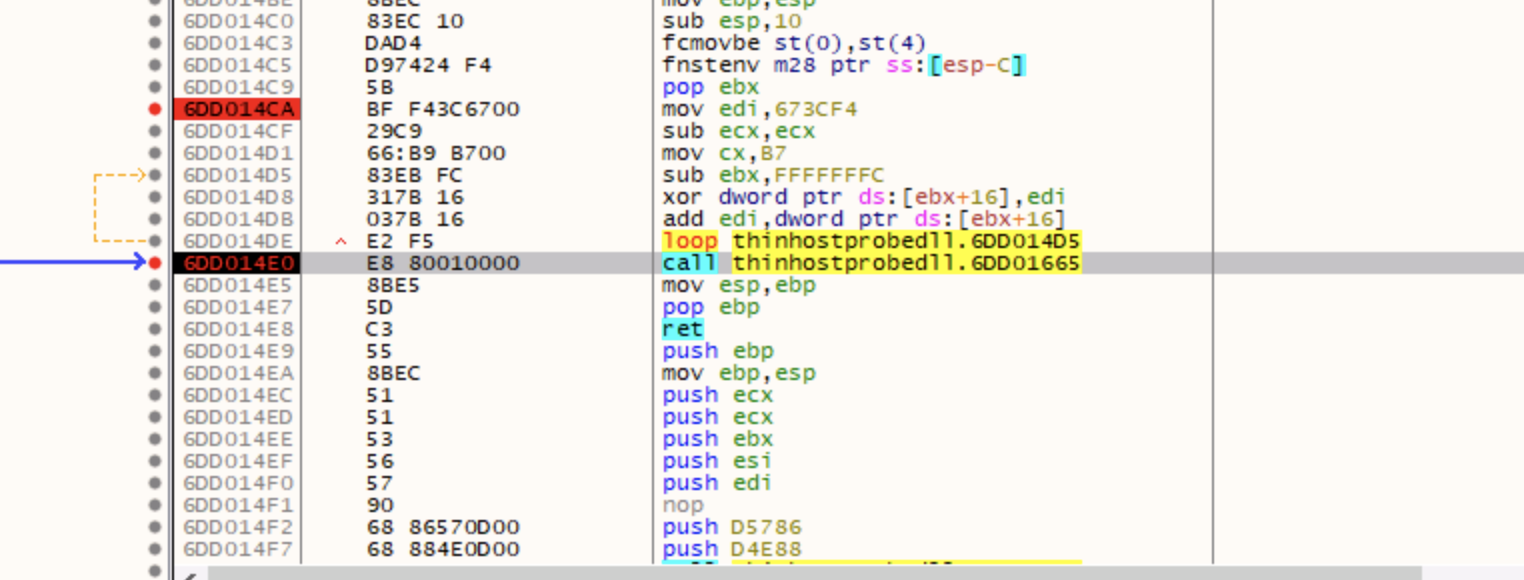 6DD014BE 8BEC mov ebp,esp
6DD014C0 83EC 10 sub esp,10
6DD014C3 DAD4 fcmovbe st(0),st(4)
6DD014C5 D97424 F4 fnstenv m28 ptr ss:[esp-C]
6DD014C9 5B pop ebx
6DD014CA BF F43C6700 mov edi,673CF4
6DD014CF 29C9 sub ecx,ecx
6DD014D1 66:B9 B700 mov cx,B7
6DD014D5 83EB FC sub ebx,FFFFFFFC
6DD014D8 317B 16 xor dword ptr ds:[ebx+16],edi
6DD014DB 037B 16 add edi,dword ptr ds:[ebx+16]
6DD014DE ^ E2 F5 loop thinhostprobedll.6DD014D5
6DD014E0 E8 80010000 call thinhostprobedll.6DD01665
6DD014E5 8BE5 mov esp,ebp
6DD014E7 5D pop ebp
6DD014E8 C3 ret
6DD014E9 55 push ebp
6DD014EA 8BEC mov ebp,esp
6DD014EC 51 push ecx
6DD014ED 51 push ecx
6DD014EE 53 push ebx
6DD014EF 56 push esi
6DD014F0 57 push edi
6DD014F1 90 nop
6DD014F2 68 86570D00 push D5786
6DD014F7 68 884E0D00 push D4E88